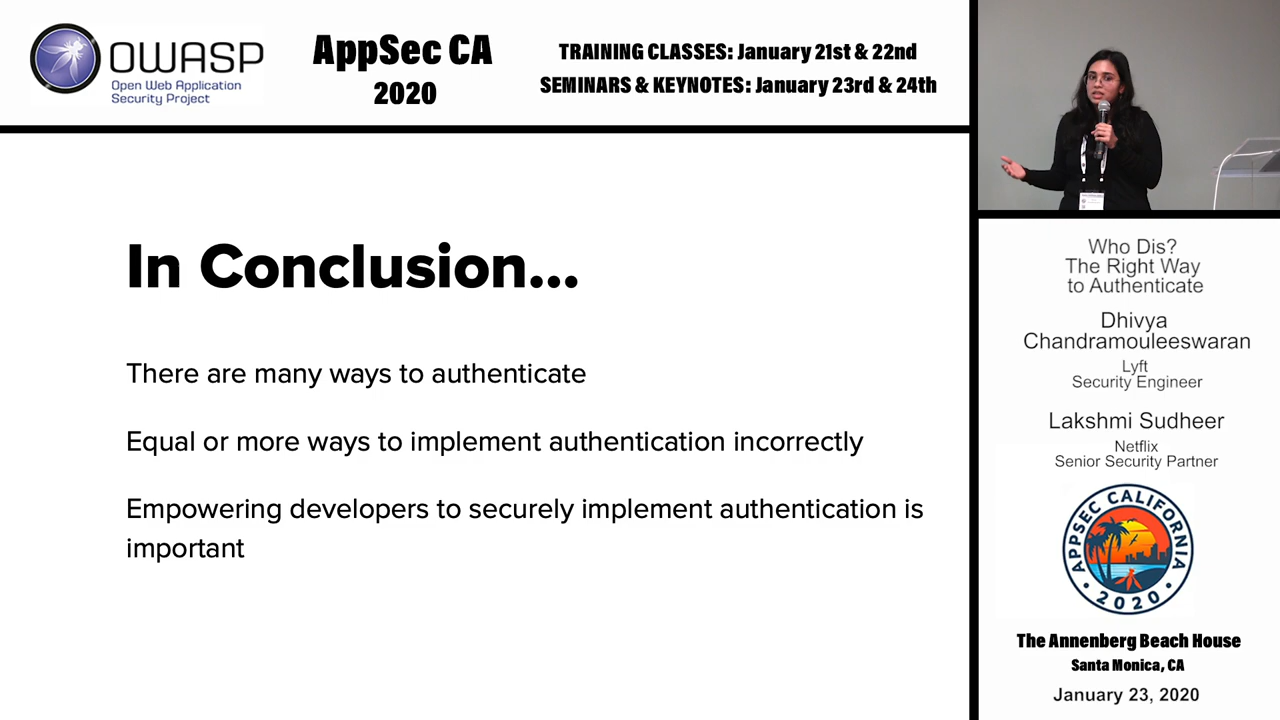 OWASP
Open Web Application
Security Project
AppSec CA
2020
TRAINING CLASSES: January 21st & 22nd
SEMINARS & KEYNOTES: January 23rd & 24th
In Conclusion...
There are many ways to authenticate
Equal or more ways to implement authentication incorrectly
Empowering developers to securely implement authentication is
important
Who Dis?
The Right Way
to Authenticate
Dhivya
Chandramouleeswaran
Lyft
Security Engineer
Lakshmi Sudheer
Netflix
Senior Security Partner
APPSEC CALIFORNIA
2020
The Annenberg Beach House
Santa Monica, CA
January 23, 2020